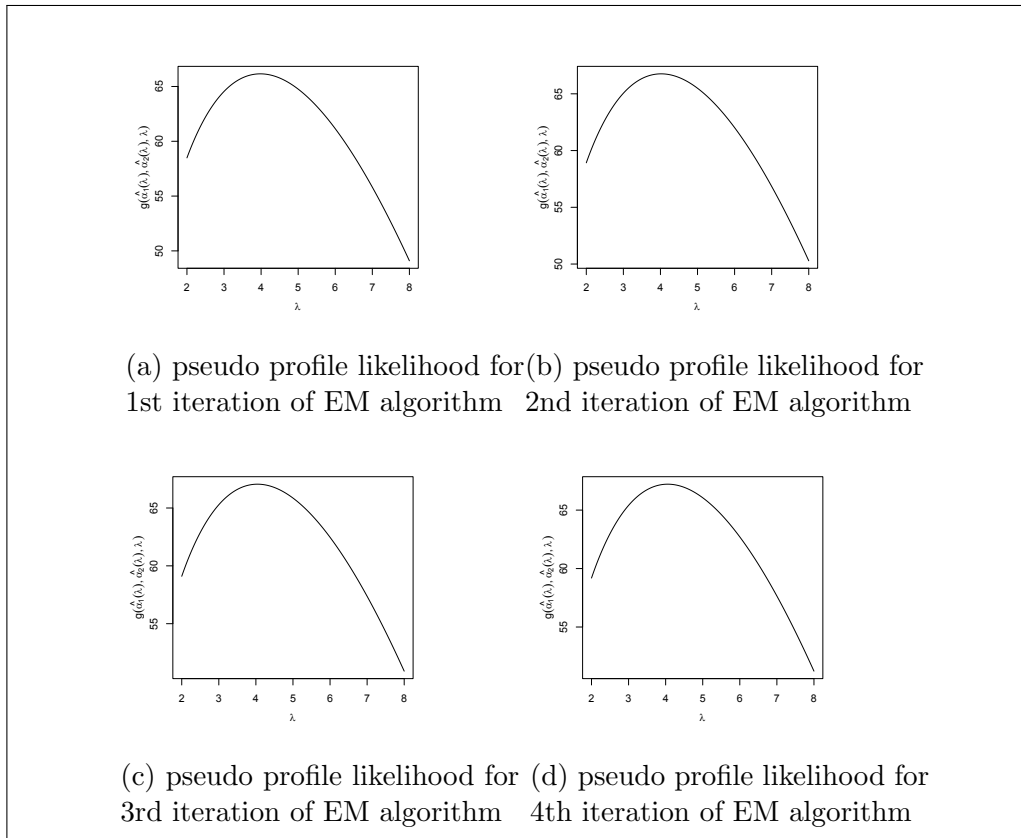 g(α̂₁(λ), α̂₂(λ), λ)
65
60
55
50
2 3 4 5 6 7 8
λ
g(α̂₁(λ), α̂₂(λ), λ)
65
60
55
50
2 3 4 5 6 7 8
λ
(a) pseudo profile likelihood for
1st iteration of EM algorithm
(b) pseudo profile likelihood for
2nd iteration of EM algorithm
g(α̂₁(λ), α̂₂(λ), λ)
65
60
55
2 3 4 5 6 7 8
λ
g(α̂₁(λ), α̂₂(λ), λ)
65
60
55
2 3 4 5 6 7 8
λ
(c) pseudo profile likelihood for
3rd iteration of EM algorithm
(d) pseudo profile likelihood for
4th iteration of EM algorithm